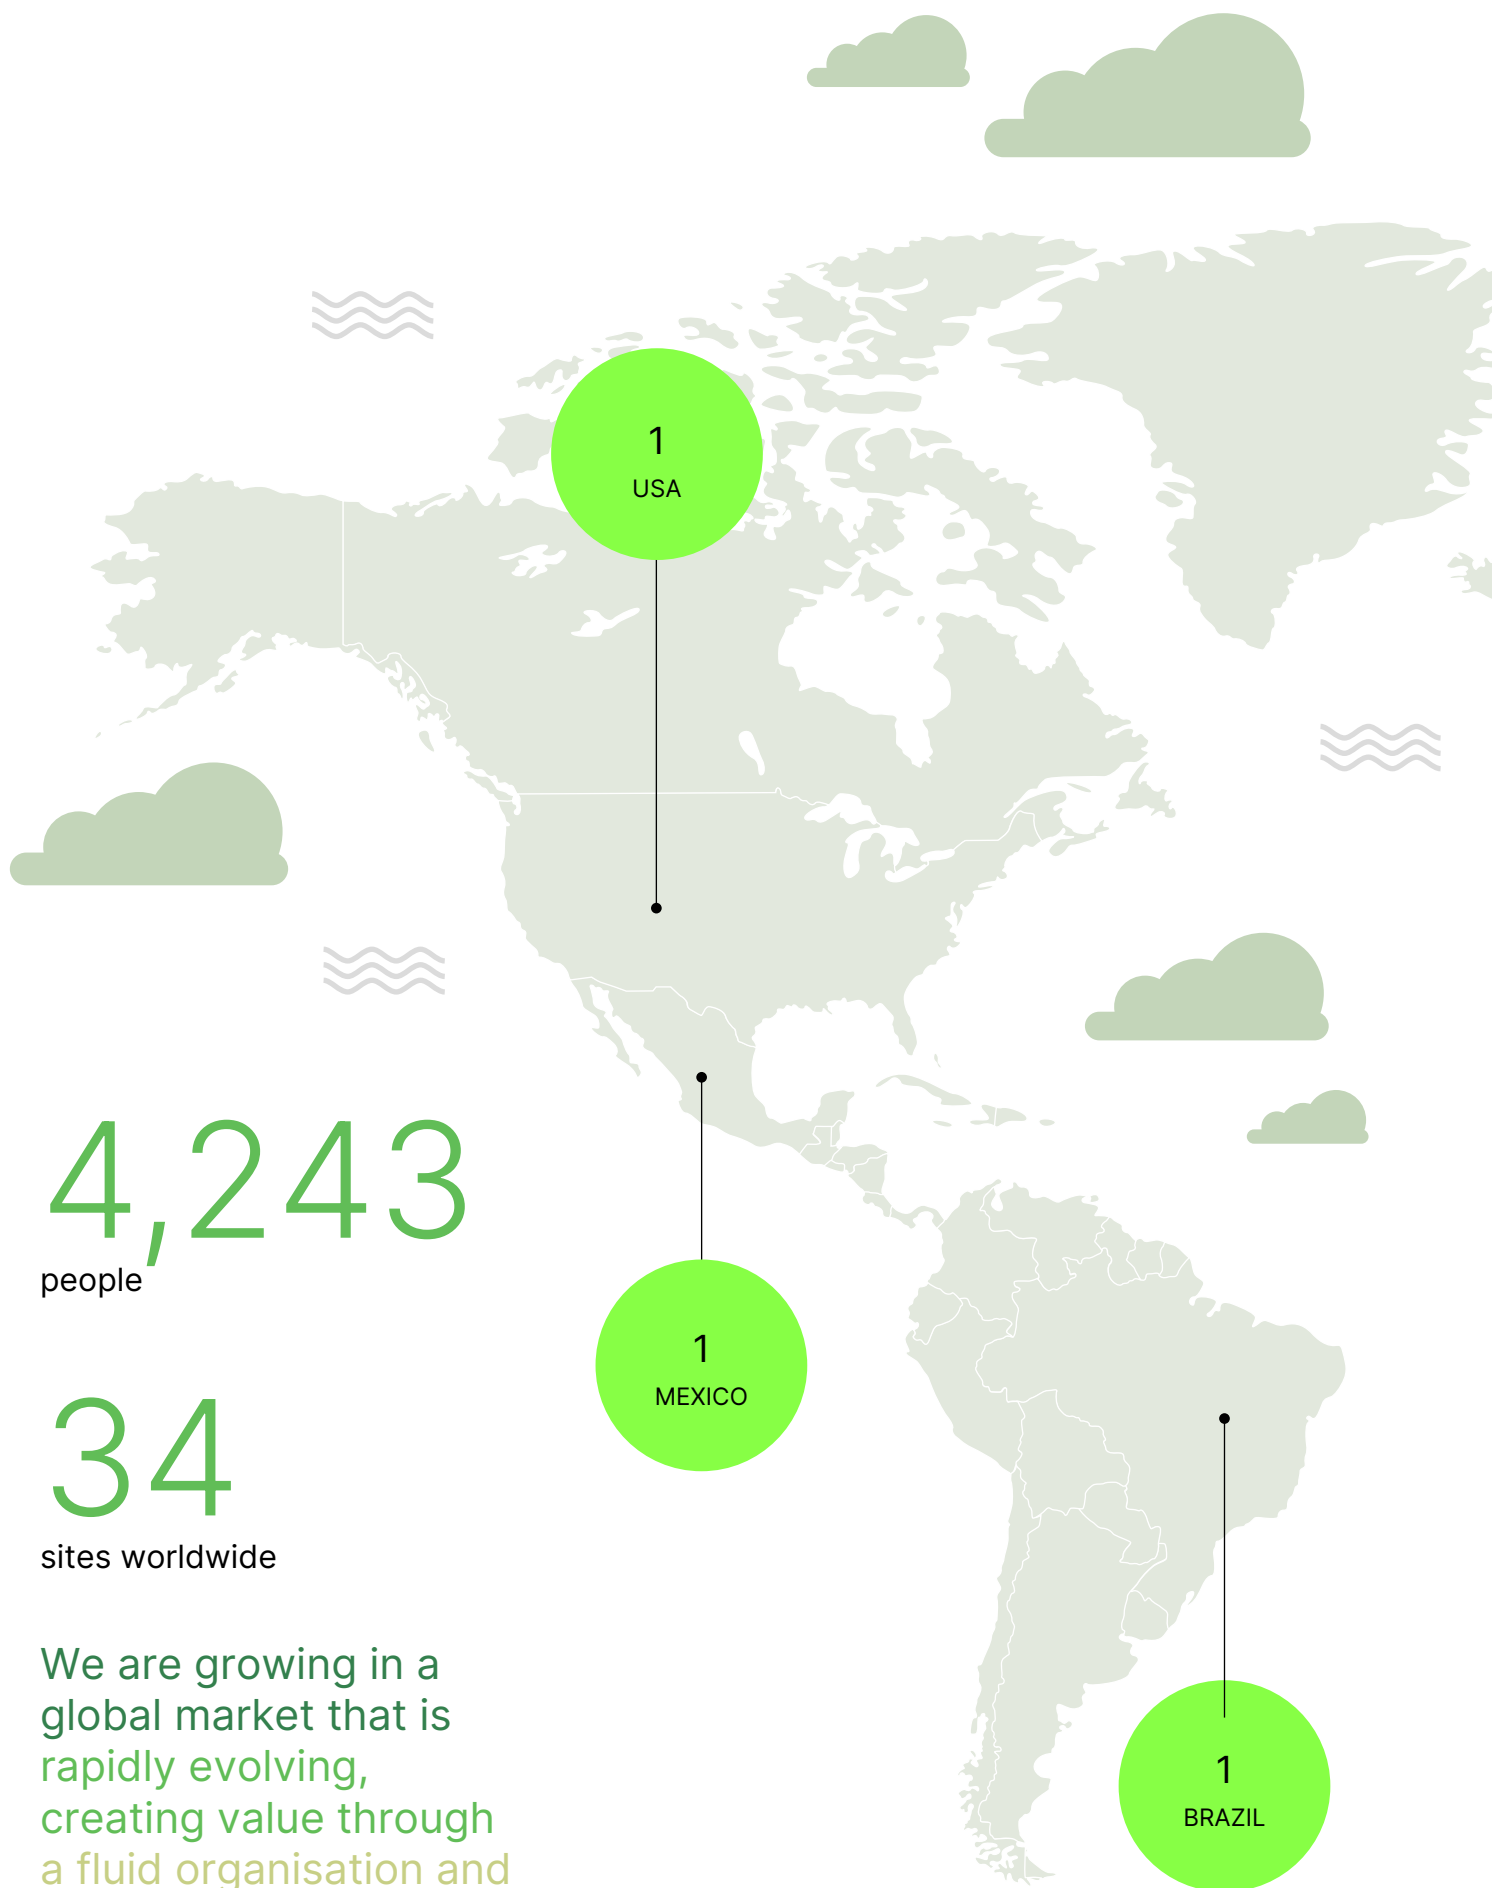 1
USA
4,243
people
1
MEXICO
34
sites worldwide
We are growing in a
global market that is
rapidly evolving,
creating value through
a fluid organisation and
1
BRAZIL